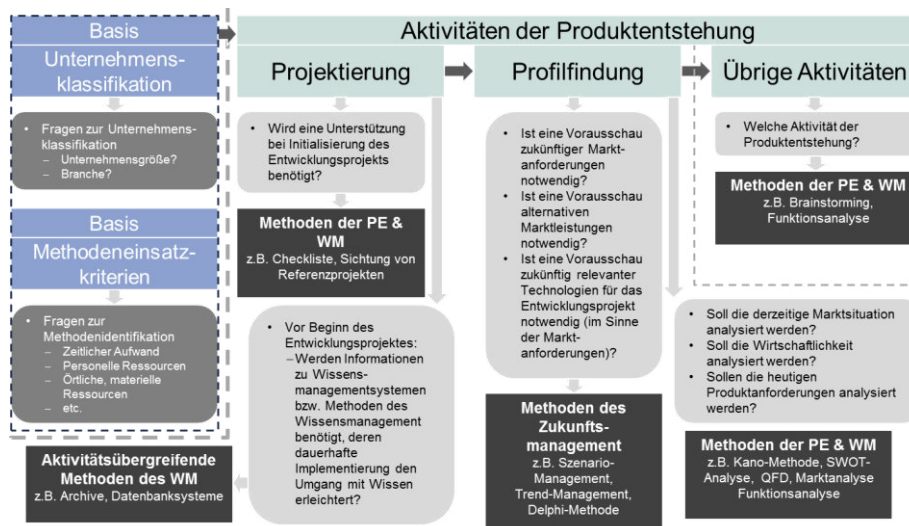 Basis
Unternehmens-
klassifikation
• Fragen zur Unternehmens-
klassifikation
– Unternehmensgröße?
– Branche?
Basis
Methodeneinsatz-
kriterien
• Fragen zur
Methodenidentifikation
– Zeitlicher Aufwand
– Personelle Ressourcen
– Örtliche, materielle
Ressourcen
– etc.
Aktivitätsübergreifende
Methoden des WM
z.B. Archive, Datenbanksysteme
Aktivitäten der Produktentstehung
Projektierung
• Wird eine Unterstützung
bei Initialisierung des
Entwicklungsprojekts
benötigt?
Methoden der PE &
WM
z.B. Checkliste, Sichtung von
Referenzprojekten
• Vor Beginn des
Entwicklungsprojektes:
– Werden Informationen
zu Wissens-
managementsystemen
bzw. Methoden des
Wissensmanagement
benötigt, deren
dauerhafte
Implementierung den
Umgang mit Wissen
erleichtert?
Profilfindung
• Ist eine Vorausschau
zukünftiger Markt-
anforderungen
notwendig?
• Ist eine Vorausschau
alternativen
Marktleistungen
notwendig?
• Ist eine Vorausschau
zukünftig relevanter
Technologien für das
Entwicklungsprojekt
notwendig (im Sinne
der Markt-
anforderungen)?
Methoden des
Zukunfts-
management
z.B. Szenario-
Management,
Trend-Management,
Delphi-Methode
Übrige Aktivitäten
• Welche Aktivität der
Produktentstehung?
Methoden der PE & WM
z.B. Brainstorming,
Funktionsanalyse
• Soll die derzeitige Marktsituation
analysiert werden?
• Soll die Wirtschaftlichkeit
analysiert werden?
• Sollen die heutigen
Produktanforderungen analysiert
werden?
Methoden der PE & WM
z.B. Kano-Methode, SWOT-
Analyse, QFD, Marktanalyse
Funktionsanalyse